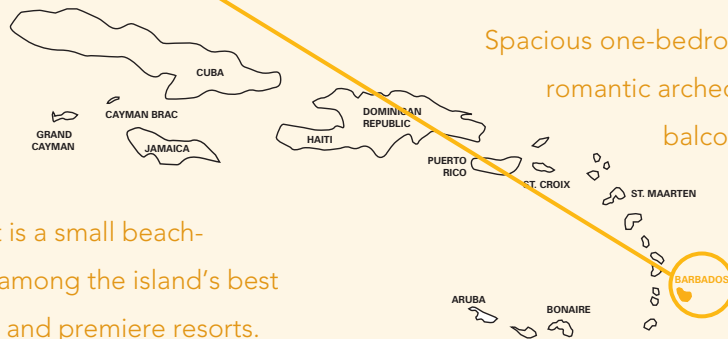 Spacious one-bedro
romantic arched
balco
CUBA
CAYMAN BRAC
GRAND
CAYMAN
JAMAICA
HAITI
DOMINICAN
REPUBLIC
PUERTO
RICO
ST. CROIX
ST. MAARTEN
is a small beach-
among the island's best
and premiere resorts.
BARBADOS
ARUBA
BONAIRE